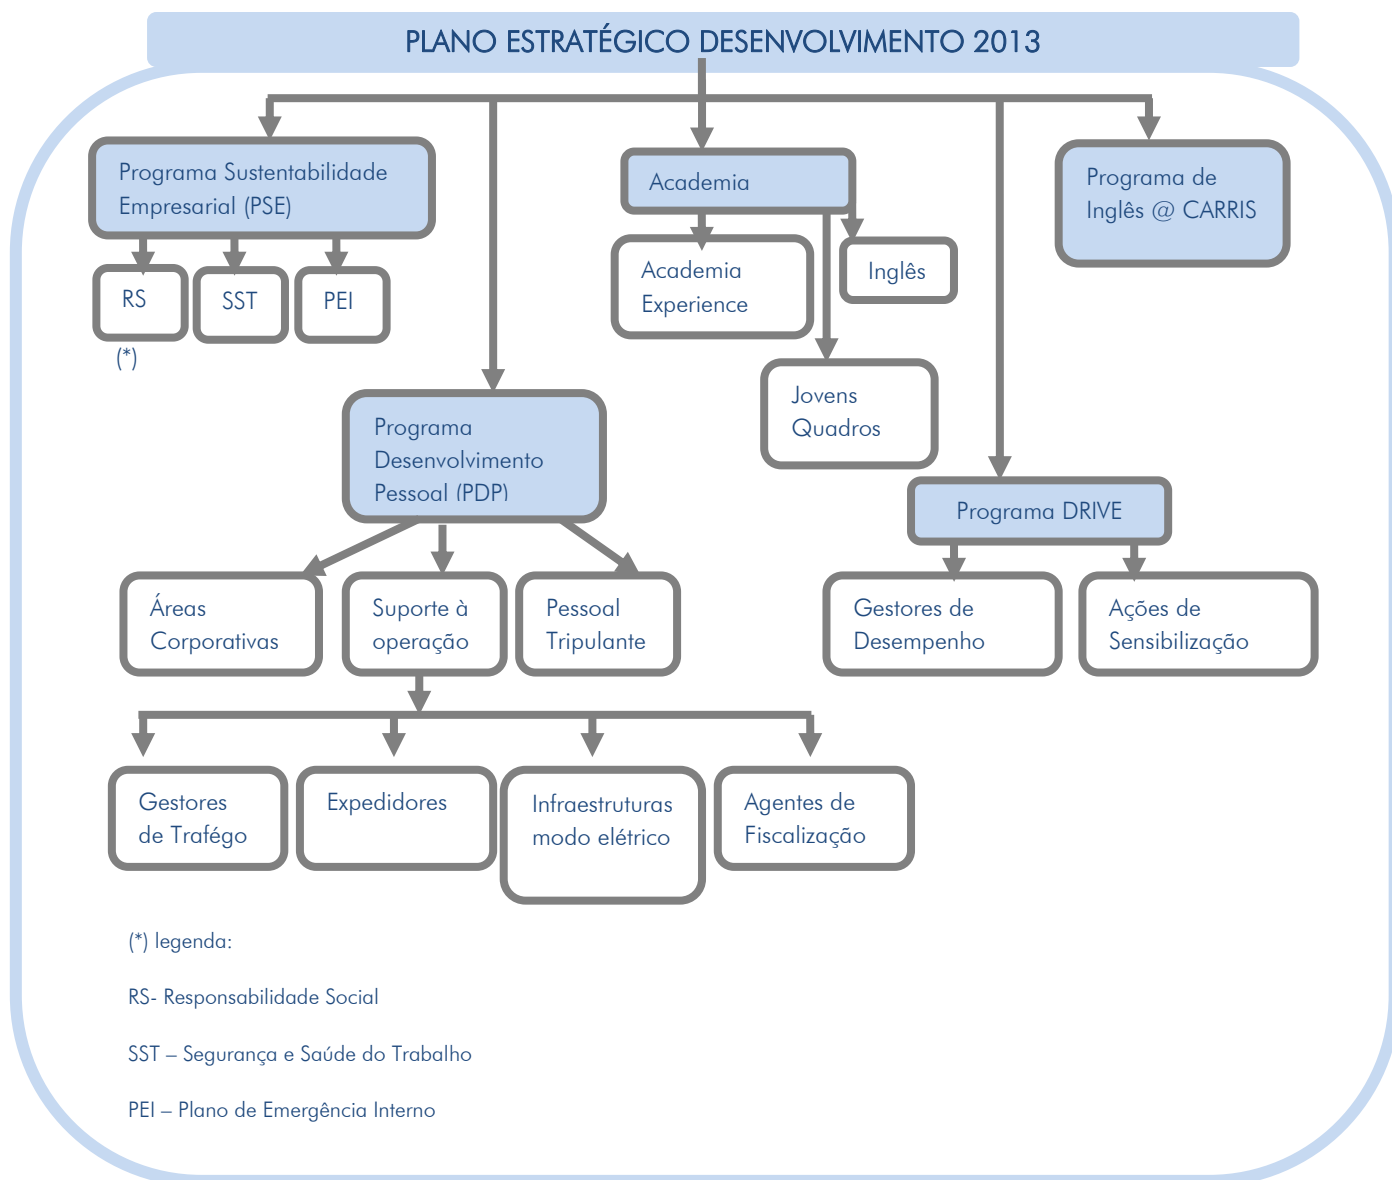 PLANO ESTRATÉGICO DESENVOLVIMENTO 2013
Programa Sustentabilidade
Empresarial (PSE)
RS
SST
PEI
(*)
Academia
Academia
Experience
Inglês
Jovens
Quadros
Programa de
Inglês @ CARRIS
Programa
Desenvolvimento
Pessoal (PDP)
Programa DRIVE
Áreas
Corporativas
Suporte à
operação
Pessoal
Tripulante
Gestores de
Desempenho
Ações de
Sensibilização
Gestores
de Trafégo
Expedidores
Infraestruturas
modo elétrico
Agentes de
Fiscalização
(*) legenda:
RS- Responsabilidade Social
SST – Segurança e Saúde do Trabalho
PEI – Plano de Emergência Interno